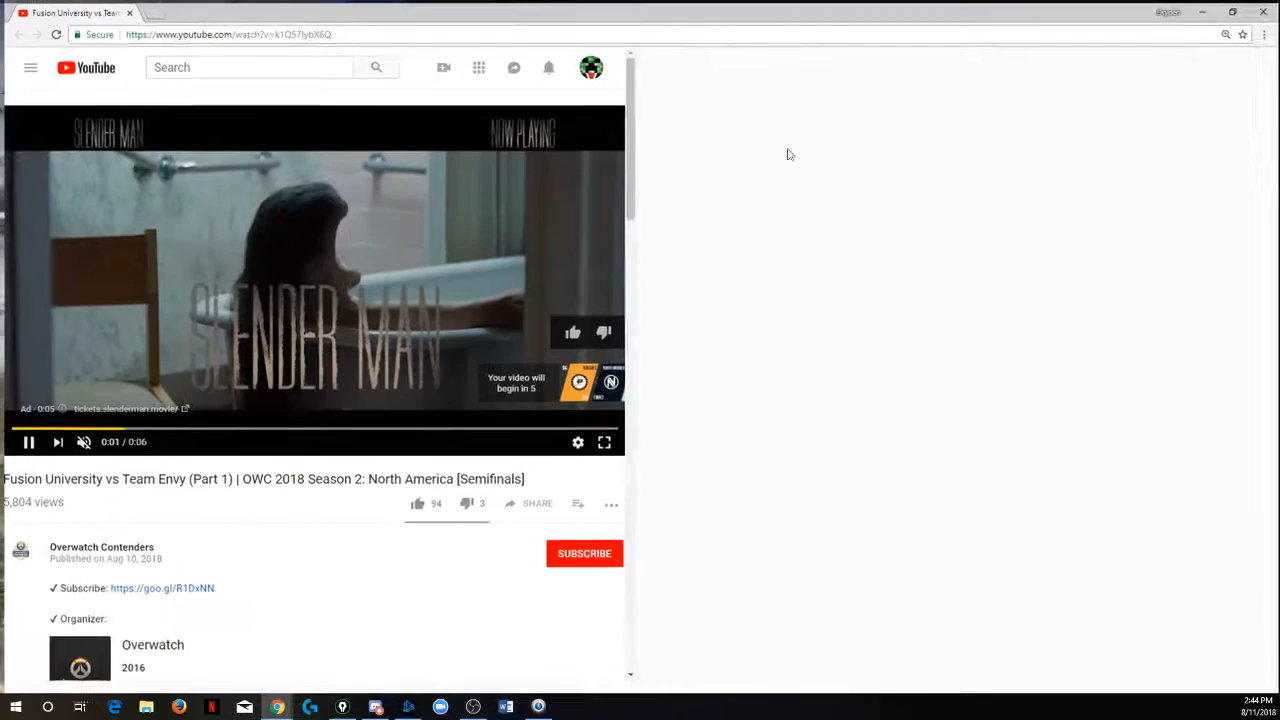 Fusion University vs Team
Secure
https://www.youtube.com/watch?v=k1Q57lybX6Q
YouTube
Search
SLENDER MAN
NOW PLAYING
SLENDER MAN
Your video will
begin in 5
Ad · 0:05
tickets.slenderman.movie/
0:01 / 0:06
Fusion University vs Team Envy (Part 1) | OWC 2018 Season 2: North America [Semifinals]
5,804 views
94
3
SHARE
Overwatch Contenders
Published on Aug 10, 2018
SUBSCRIBE
✓ Subscribe: https://goo.gl/R1DxNN
✓ Organizer:
Overwatch
2016
2:44 PM
8/11/2018